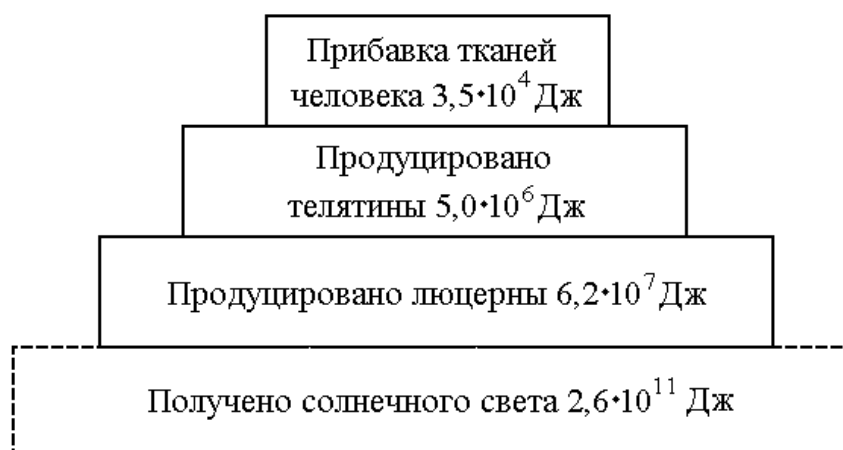 Прибавка тканей
человека 3,5·10⁴ Дж
Продуцировано
телятины 5,0·10⁶ Дж
Продуцировано люцерны 6,2·10⁷ Дж
Получено солнечного света 2,6·10¹¹ Дж